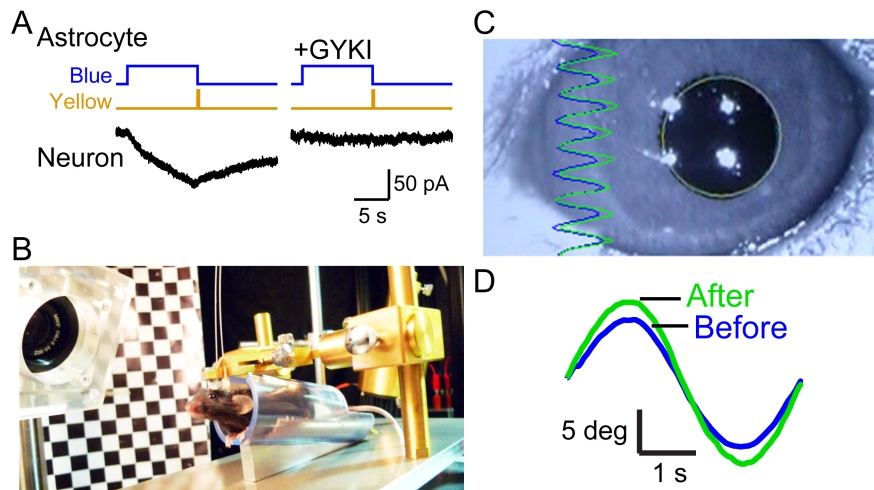 A
Astrocyte
+GYKI
Blue
Yellow
Neuron
50 pA
5 s
B
C
D
After
Before
5 deg
1 s